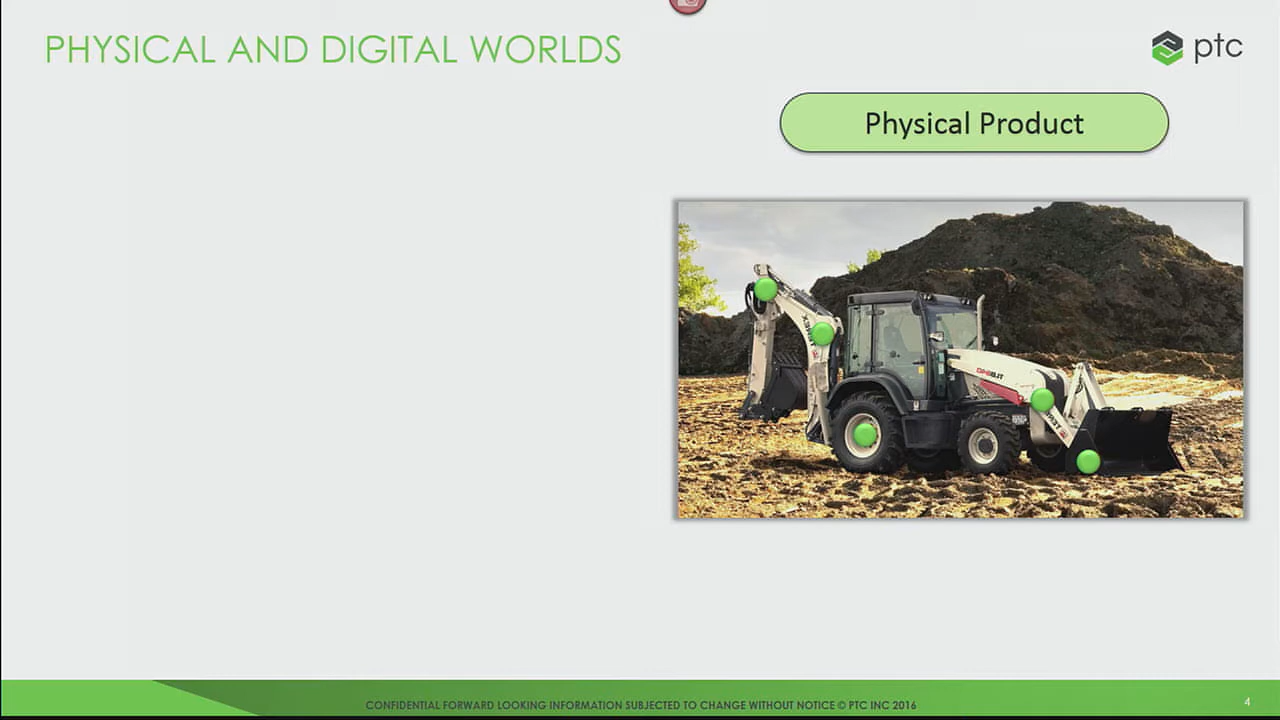 PHYSICAL AND DIGITAL WORLDS
ptc
Physical Product
CONFIDENTIAL FORWARD LOOKING INFORMATION SUBJECTED TO CHANGE WITHOUT NOTICE © PTC INC 2016
4